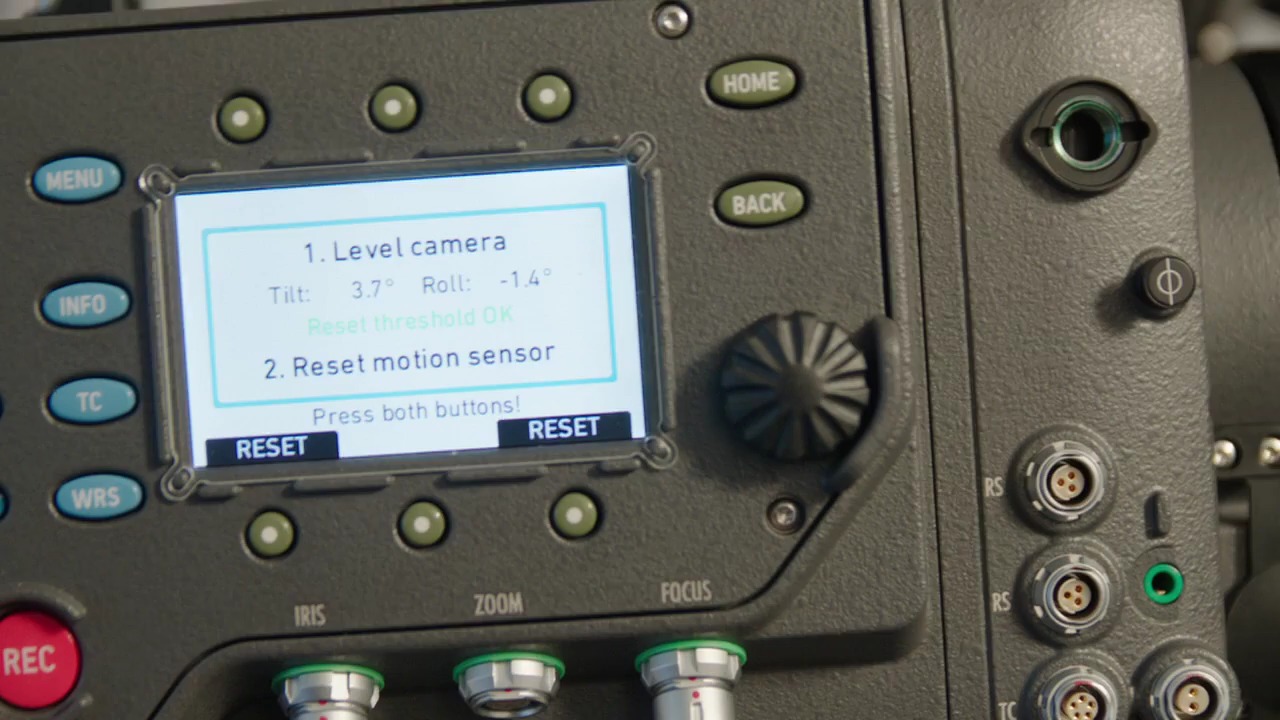 HOME
MENU
BACK
1. Level camera
Tilt: 3.7° Roll: -1.4°
Reset threshold OK
2. Reset motion sensor
Press both buttons!
RESET RESET
INFO
TC
WRS
REC
IRIS
ZOOM
FOCUS
RS
RS
TC